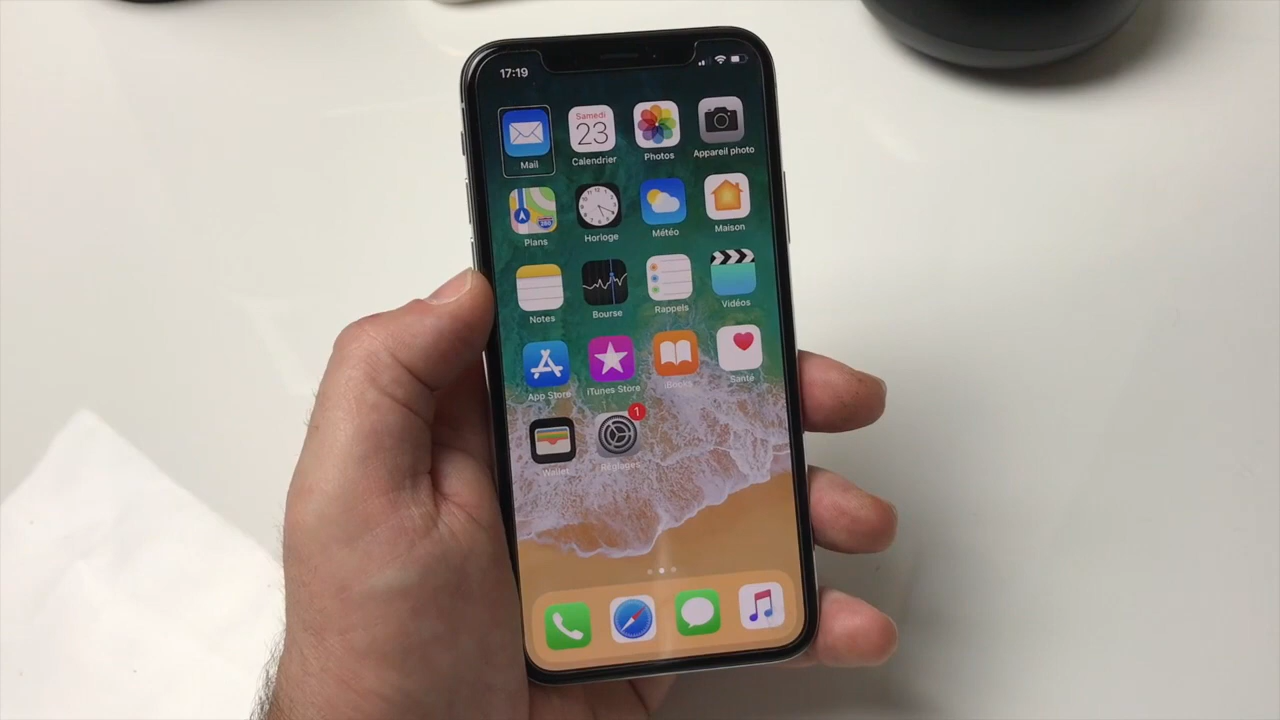 17:19
Samedi
23
Mail
Calendrier
Photos
Appareil photo
Plans
Horloge
Météo
Maison
Notes
Bourse
Rappels
Vidéos
App Store
iTunes Store
iBooks
Santé
1
Wallet
Réglages